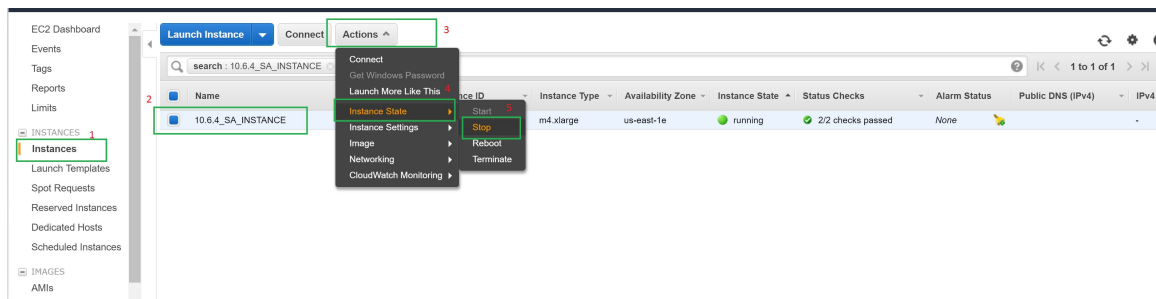 EC2 Dashboard
Events
Tags
Reports
Limits
INSTANCES
1
Instances
Launch Templates
Spot Requests
Reserved Instances
Dedicated Hosts
Scheduled Instances
IMAGES
AMIs
Launch Instance Connect Actions 3
search : 10.6.4_SA_INSTANCE 1 to 1 of 1
2 Name Instance Type Availability Zone Instance State Status Checks Alarm Status Public DNS (IPv4) IPv4
10.6.4_SA_INSTANCE m4.xlarge us-east-1e running 2/2 checks passed None -
Connect
Get Windows Password
Launch More Like This 4
Instance State
Instance Settings
Image
Networking
CloudWatch Monitoring
ID
5
Start
Stop
Reboot
Terminate